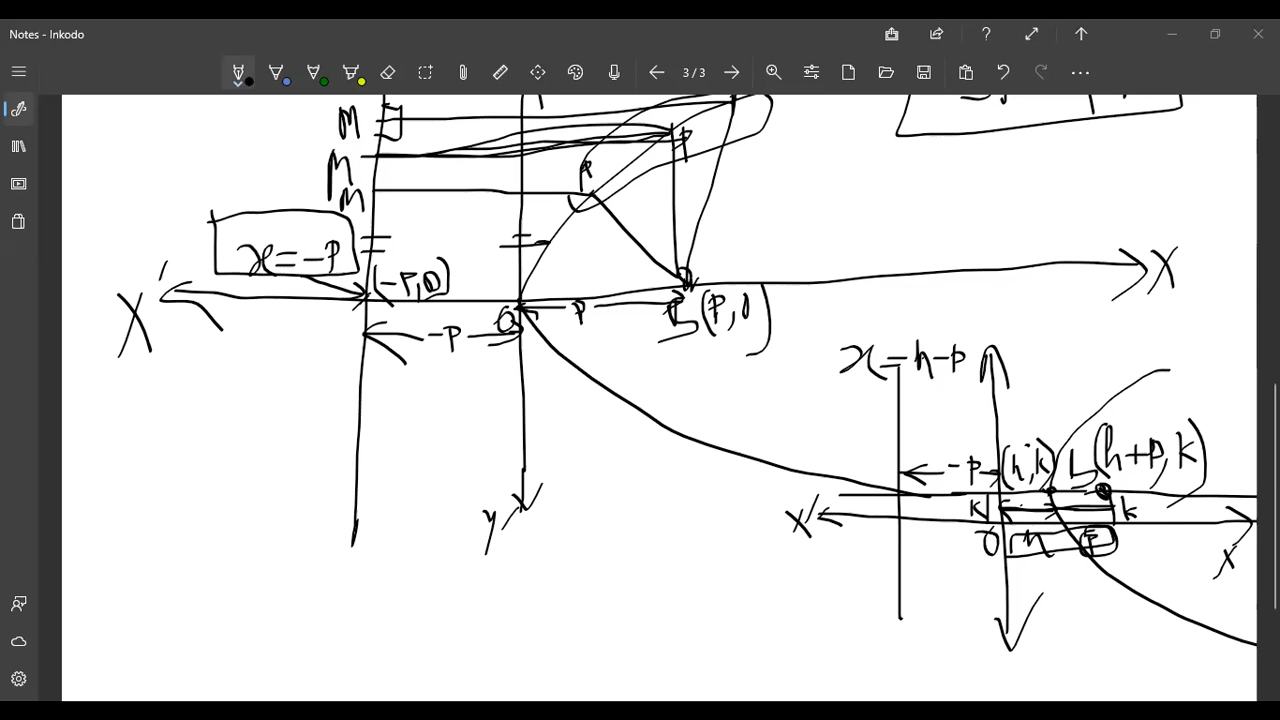 Notes - Inkodo
3/3
M
M
P
P
M
x = -P
(-P,0)
X'
X
O
P
(P,0)
-P
y'
x = h-p
-p
(h,k)
(h+p,k)
k
k
X'
O
h
P
X